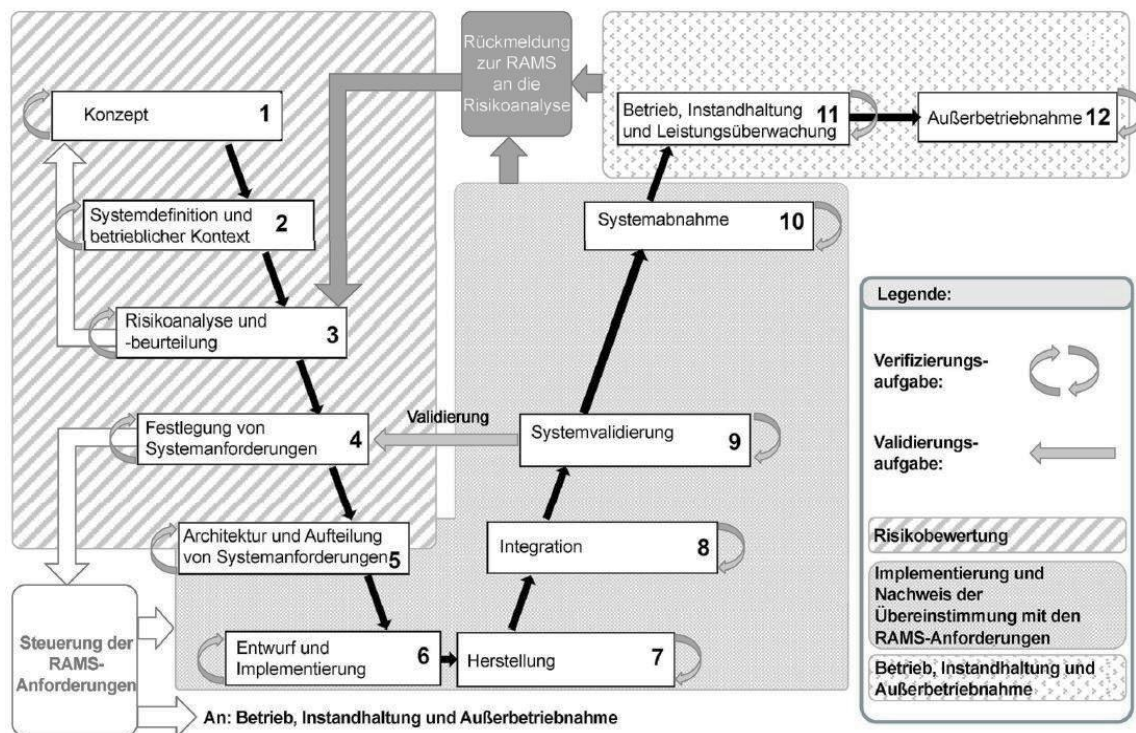 Rückmeldung
zur RAMS
an die
Risikoanalyse
Konzept 1
Betrieb, Instandhaltung 11
und Leistungsüberwachung
Außerbetriebnahme 12
Systemdefinition und 2
betrieblicher Kontext
Systemabnahme 10
Risikoanalyse und 3
-beurteilung
Festlegung von 4
Systemanforderungen
Validierung
Systemvalidierung 9
Architektur und Aufteilung
von Systemanforderungen 5
Integration 8
Entwurf und 6
Implementierung
Herstellung 7
Steuerung der
RAMS-
Anforderungen
An: Betrieb, Instandhaltung und Außerbetriebnahme
Legende:
Verifizierungs-
aufgabe:
Validierungs-
aufgabe:
Risikobewertung
Implementierung und
Nachweis der
Übereinstimmung mit den
RAMS-Anforderungen
Betrieb, Instandhaltung und
Außerbetriebnahme